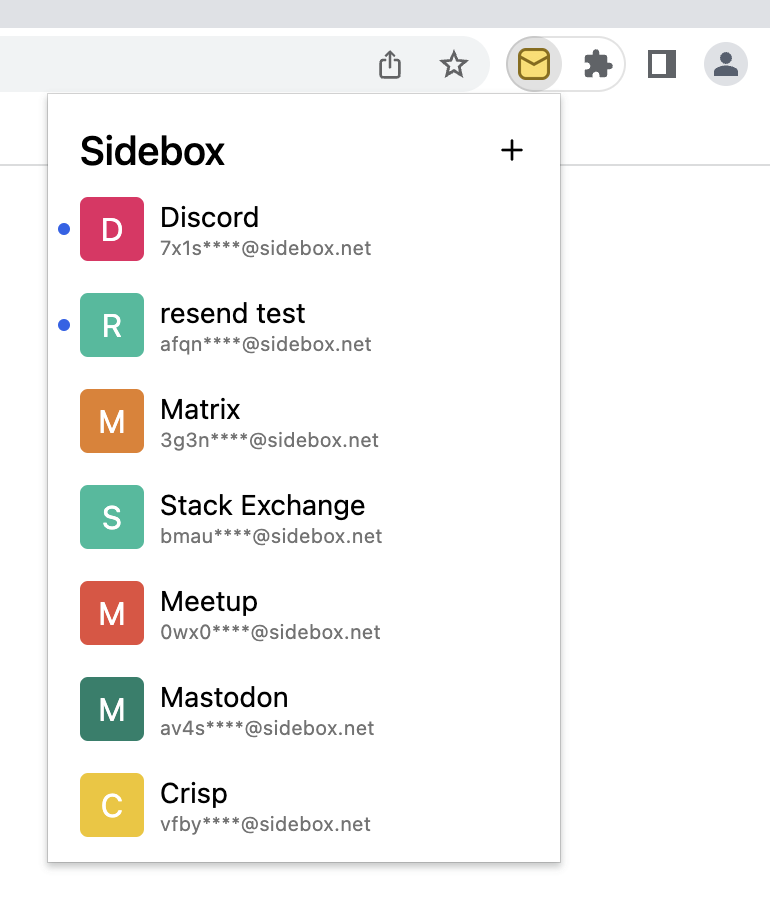 Sidebox
D
Discord
7x1s****@sidebox.net
R
resend test
afqn****@sidebox.net
M
Matrix
3g3n****@sidebox.net
S
Stack Exchange
bmau****@sidebox.net
M
Meetup
0wx0****@sidebox.net
M
Mastodon
av4s****@sidebox.net
C
Crisp
vfby****@sidebox.net